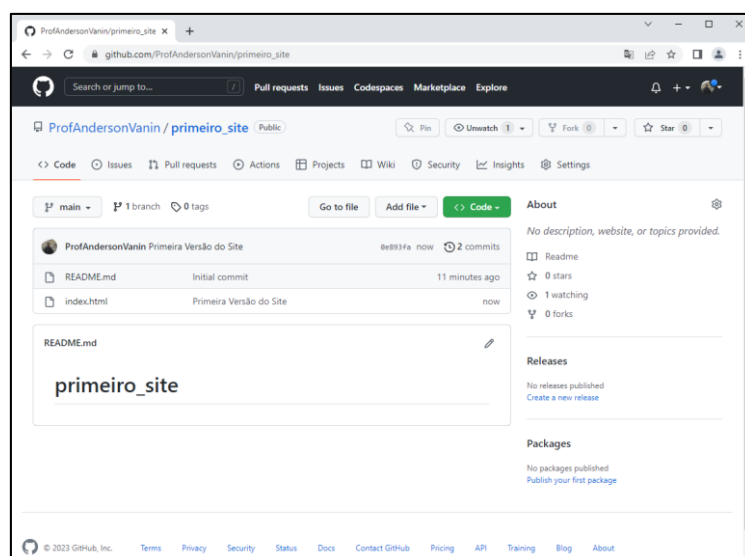 ProfAndersonVanin/primeiro_site
github.com/ProfAndersonVanin/primeiro_site
Search or jump to... / Pull requests Issues Codespaces Marketplace Explore
ProfAndersonVanin / primeiro_site Public Pin Unwatch 1 Fork 0 Star 0
<> Code Issues Pull requests Actions Projects Wiki Security Insights Settings
main 1 branch 0 tags Go to file Add file <> Code
ProfAndersonVanin Primeira Versão do Site 0e893fa now 2 commits
README.md Initial commit 11 minutes ago
index.html Primeira Versão do Site now
README.md
primeiro_site
About
No description, website, or topics provided.
Readme
0 stars
1 watching
0 forks
Releases
No releases published
Create a new release
Packages
No packages published
Publish your first package
© 2023 GitHub, Inc. Terms Privacy Security Status Docs Contact GitHub Pricing API Training Blog About